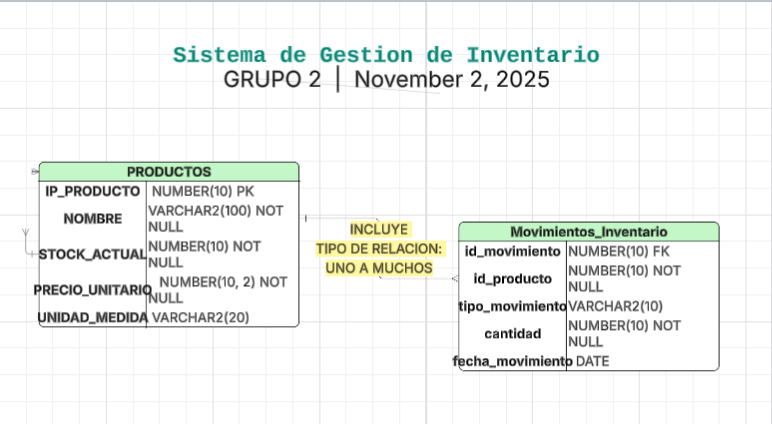 Sistema de Gestion de Inventario
GRUPO 2 | November 2, 2025
PRODUCTOS
IP_PRODUCTO NUMBER(10) PK
NOMBRE VARCHAR2(100) NOT
NULL
STOCK_ACTUAL NUMBER(10) NOT
NULL
PRECIO_UNITARIO NUMBER(10, 2) NOT
NULL
UNIDAD_MEDIDA VARCHAR2(20)
INCLUYE
TIPO DE RELACION:
UNO A MUCHOS
Movimientos_Inventario
id_movimiento NUMBER(10) FK
id_producto NUMBER(10) NOT
NULL
tipo_movimiento VARCHAR2(10)
cantidad NUMBER(10) NOT
NULL
fecha_movimiento DATE